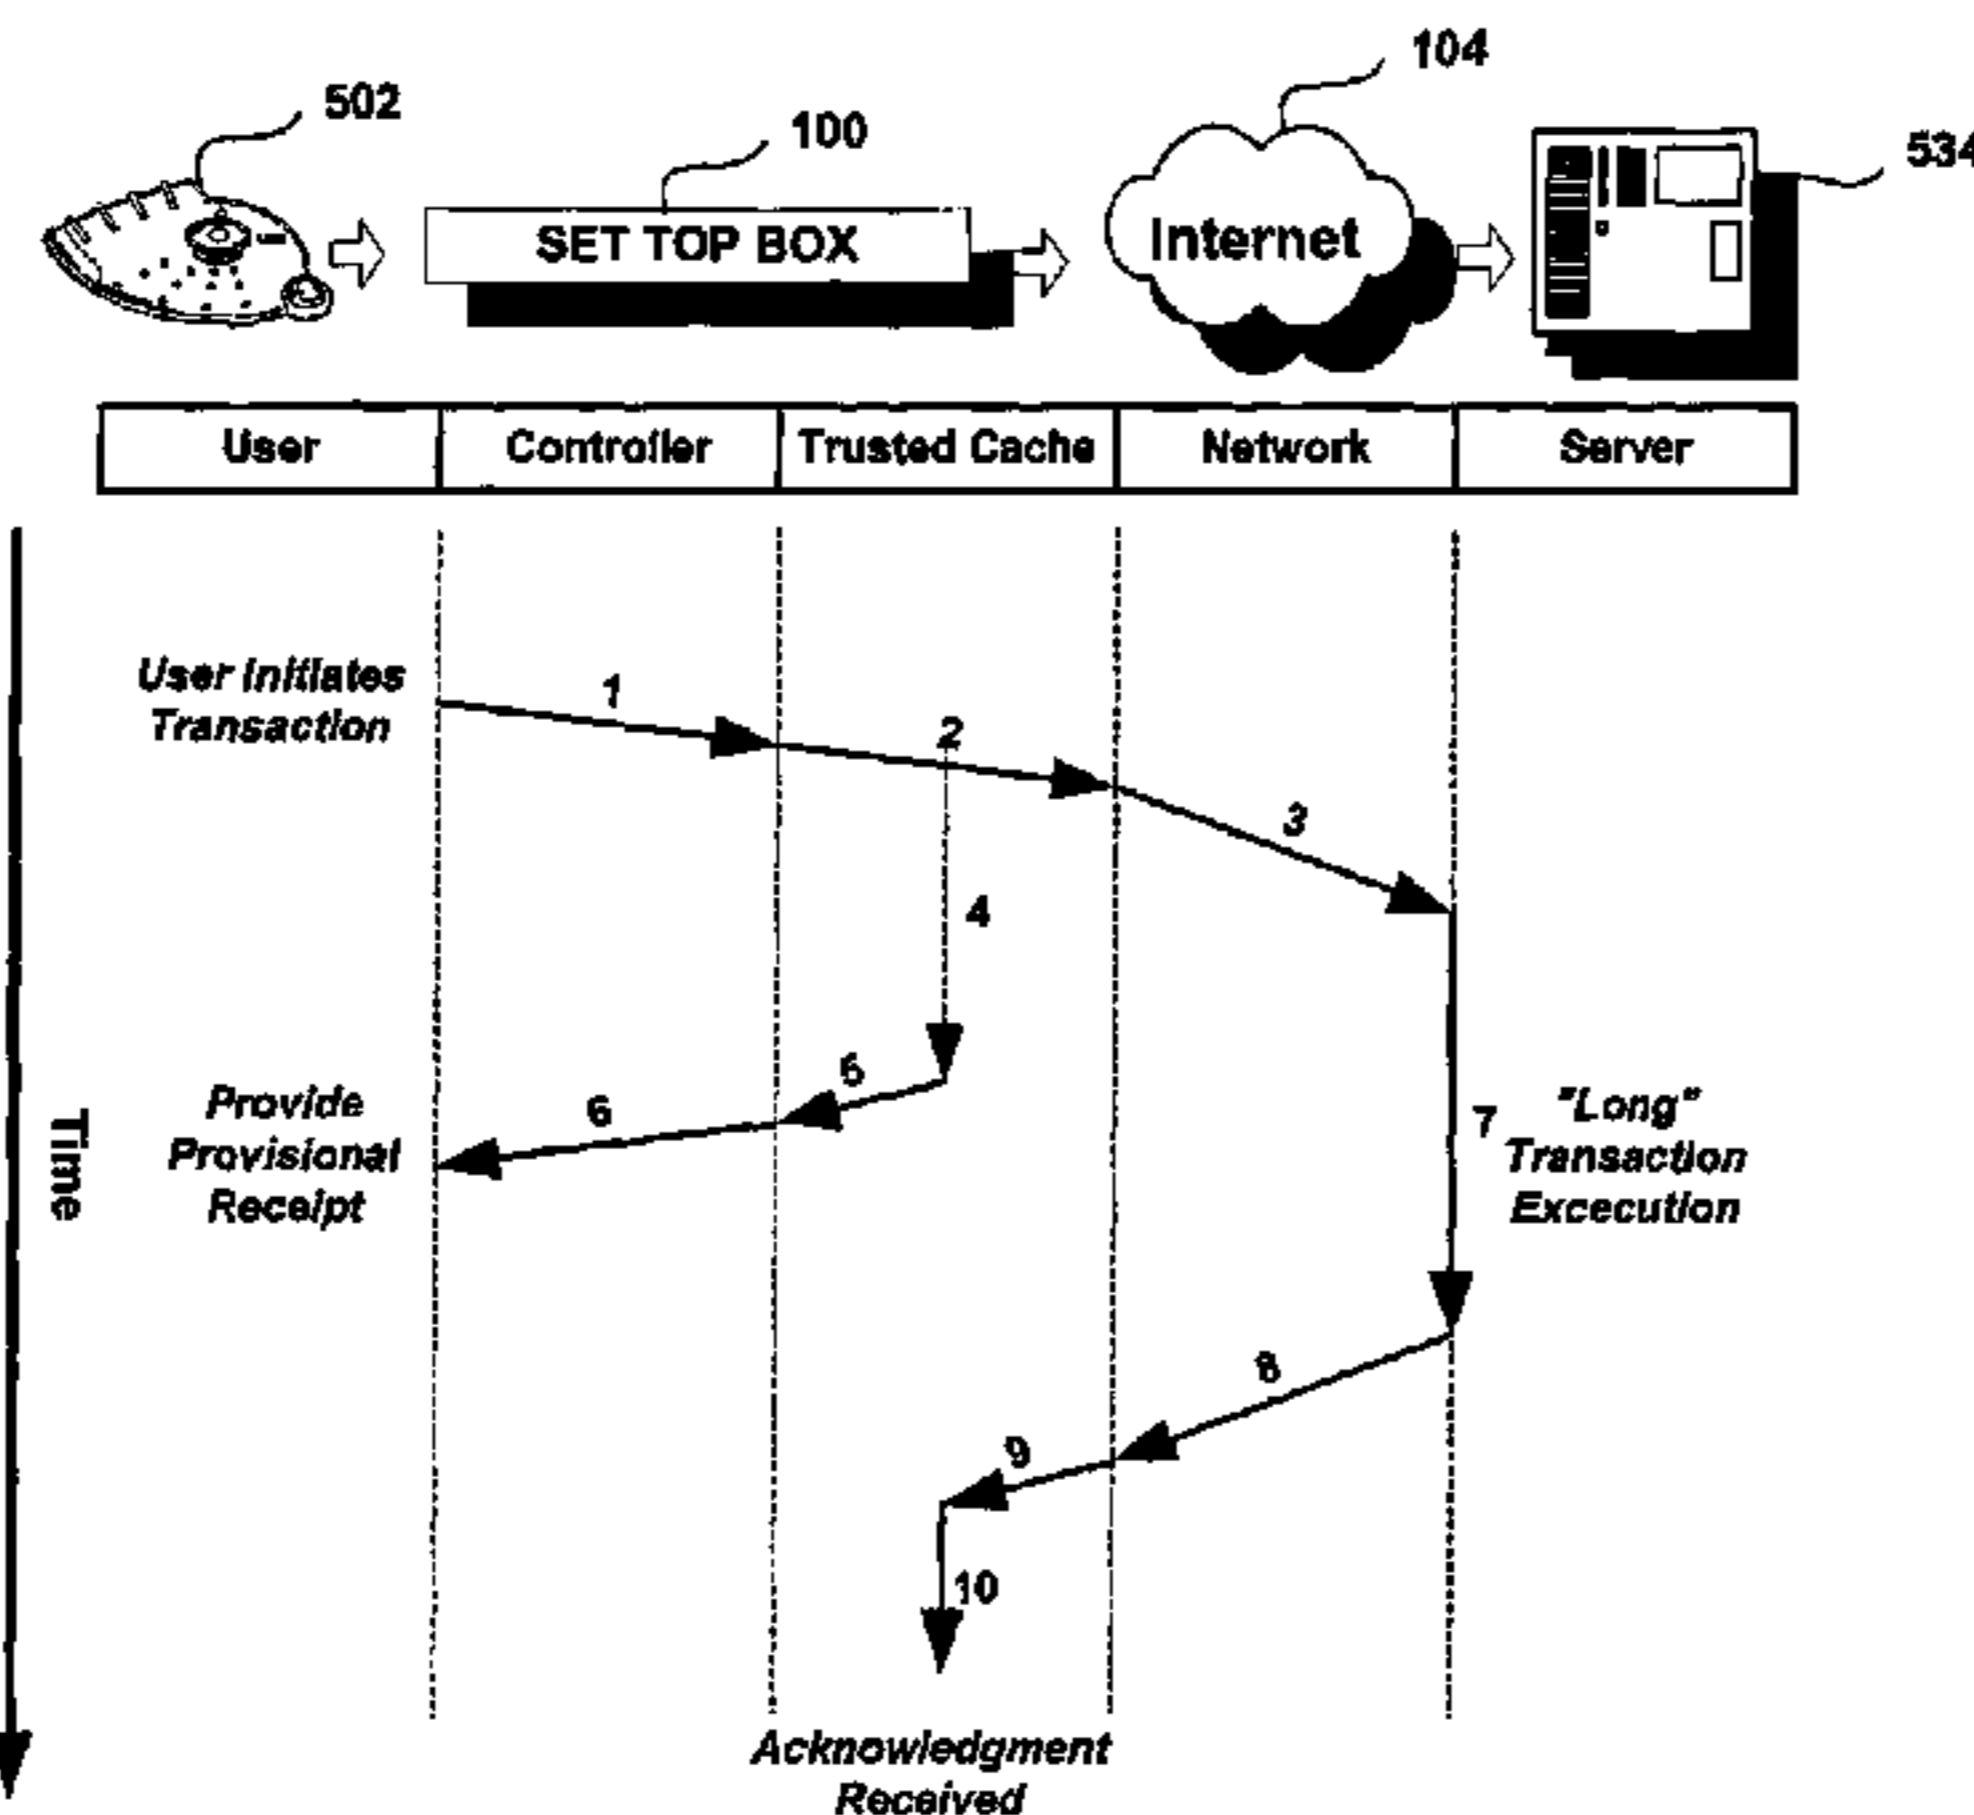 502
100
104
534
SET TOP BOX
Internet
User
Controller
Trusted Cache
Network
Server
User Initiates
Transaction
1
2
3
4
5
6
Provide
Provisional
Receipt
Time
7
"Long"
Transaction
Excecution
8
9
10
Acknowledgment
Received